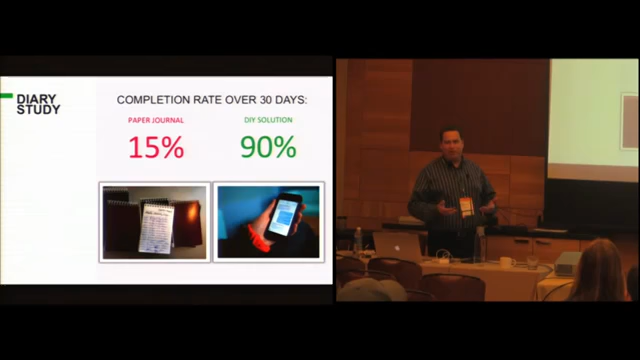 DIARY
STUDY
COMPLETION RATE OVER 30 DAYS:
PAPER JOURNAL
DIY SOLUTION
15%
90%